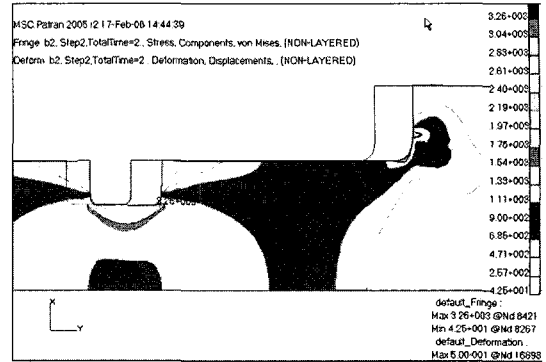 MSC.Patran 2005 r2 17-Feb-06 14:44:39
Fringe: b2, Step2,TotalTime=2., Stress, Components, von Mises, (NON-LAYERED)
Deform: b2, Step2,TotalTime=2., Deformation, Displacements, , (NON-LAYERED)
3.26+003
3.04+003
2.83+003
2.61+003
2.40+003
2.19+003
1.97+003
1.76+003
1.54+003
1.33+003
1.11+003
9.00+002
6.85+002
4.71+002
2.57+002
4.25+001
X
Y
default_Fringe :
Max 3.26+003 @Nd 8421
Min 4.25+001 @Nd 8267
default_Deformation :
Max 5.00-001 @Nd 16898